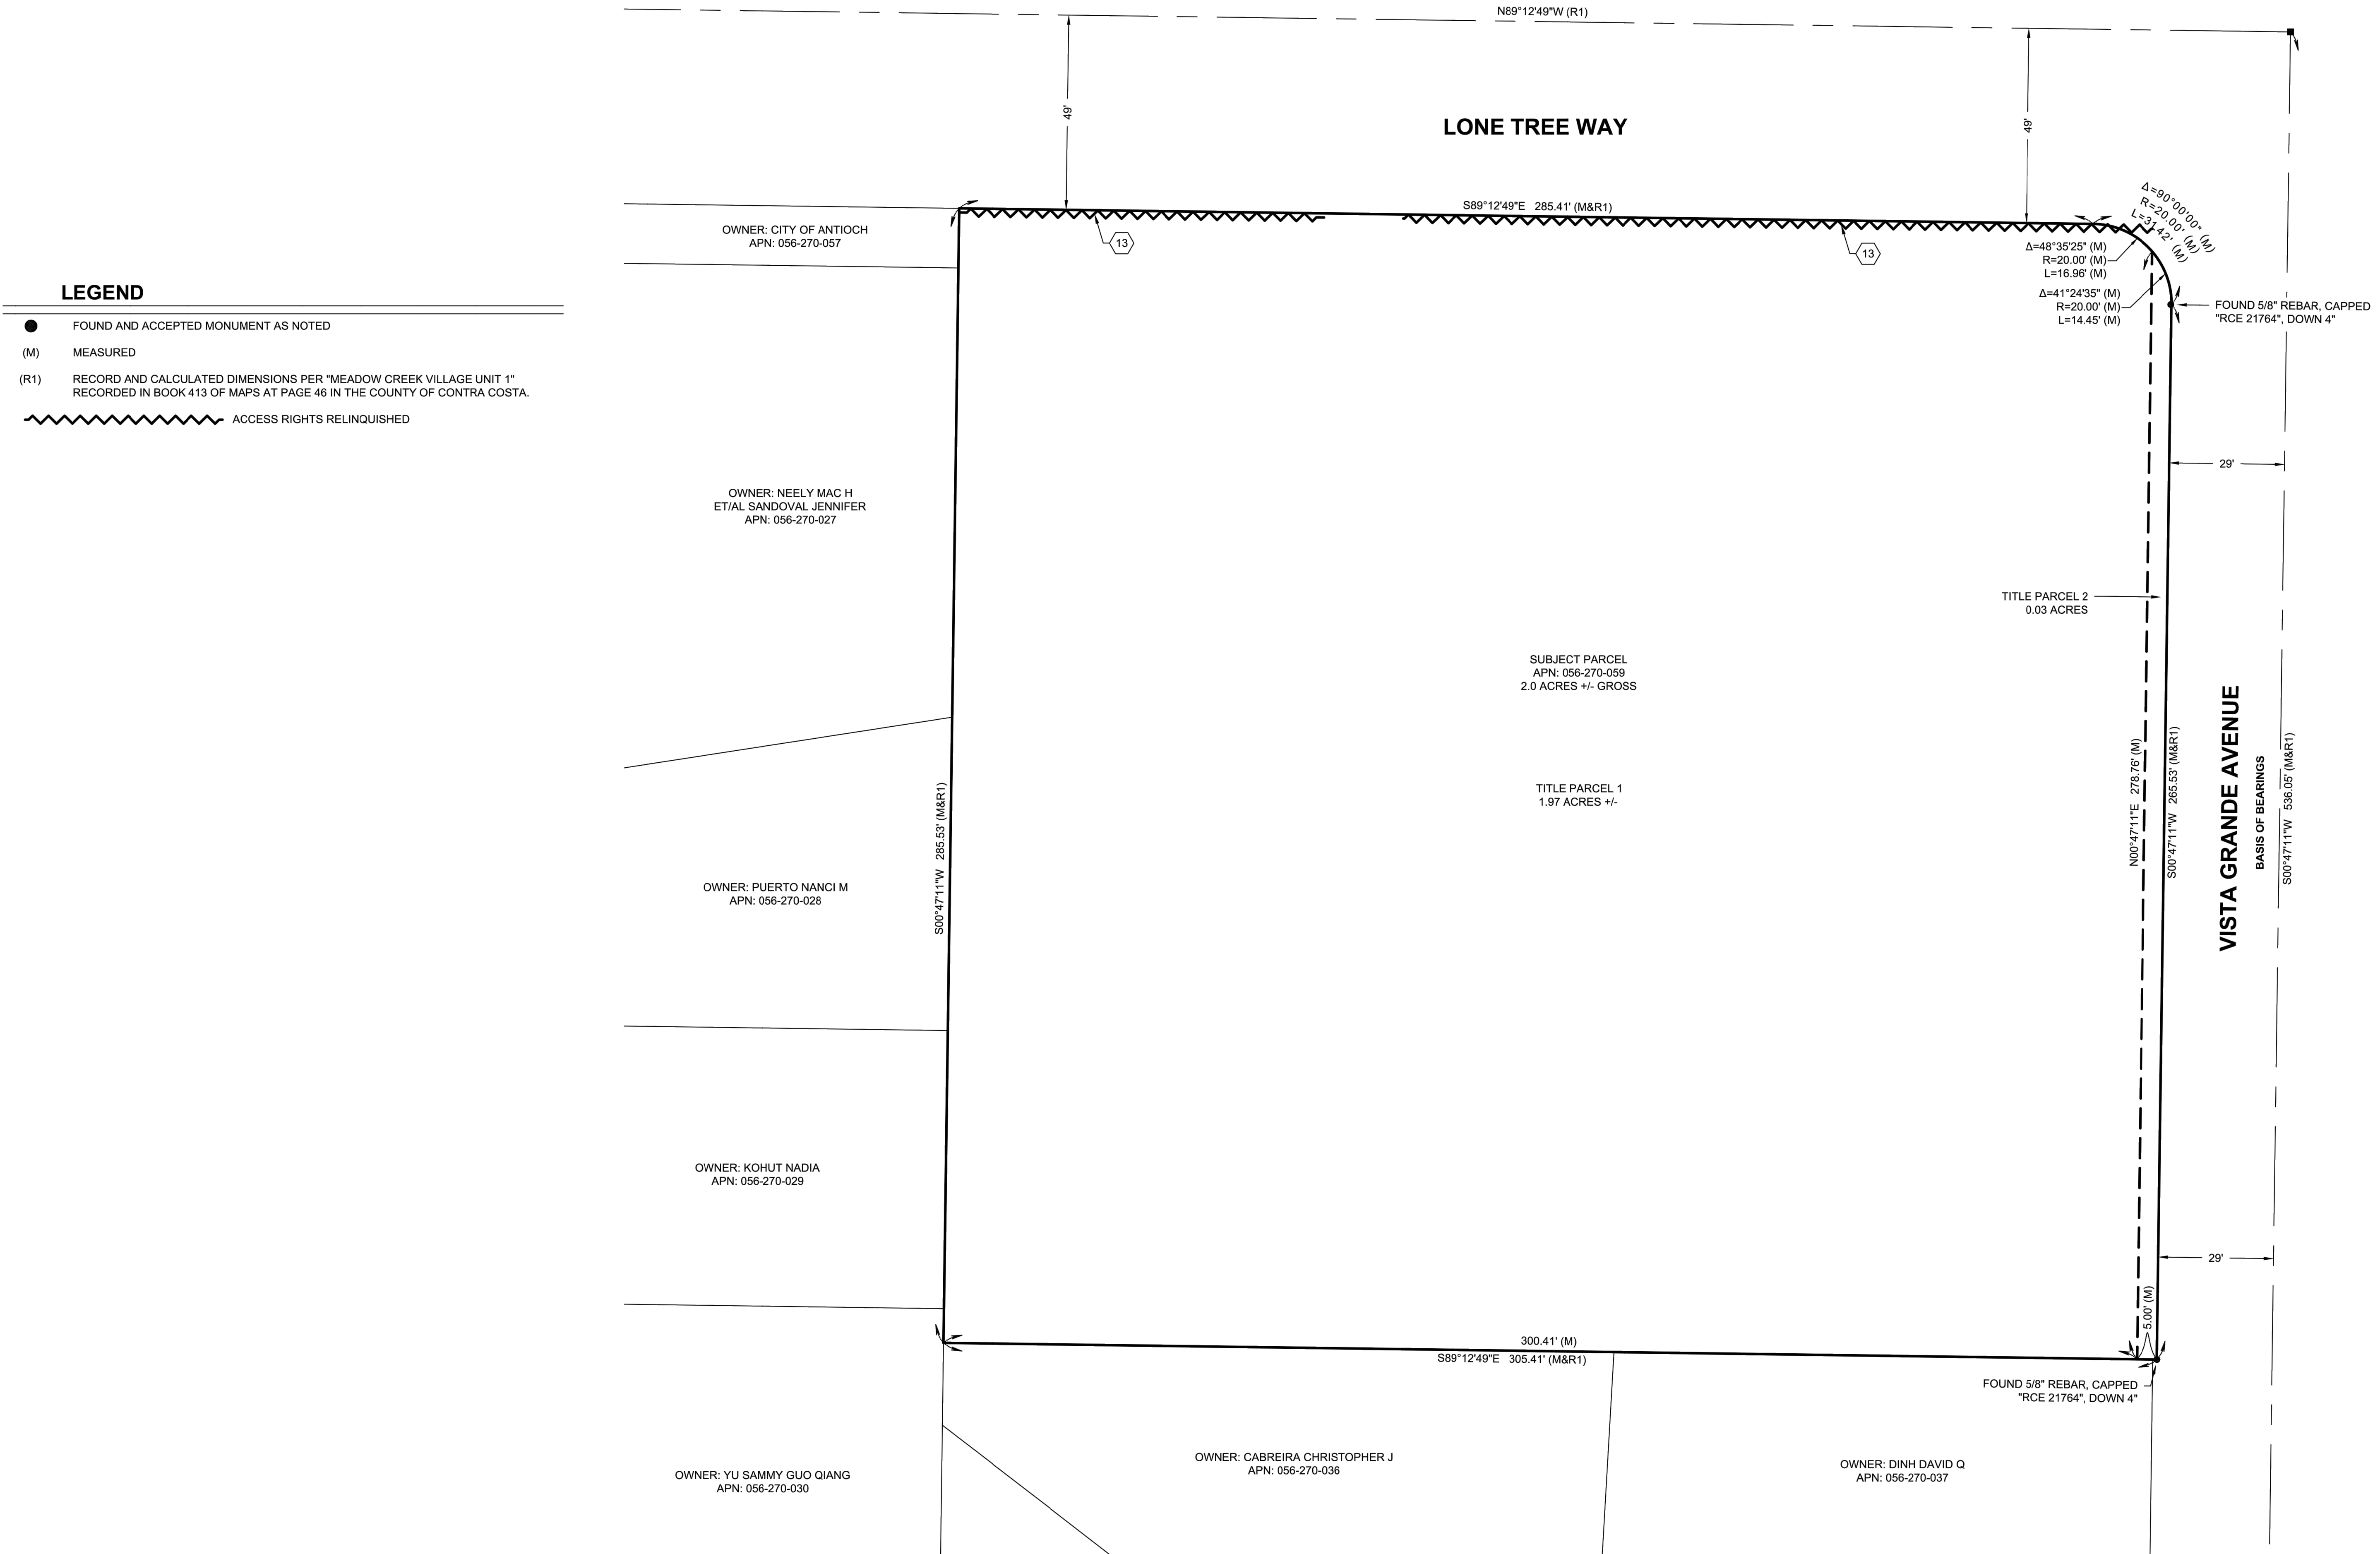 N89°12'49"W (R1)
49'
49'
LONE TREE WAY
S89°12'49"E 285.41' (M&R1)
Δ=90°00'00" (M)
R=20.00' (M)
L=31.42' (M)
OWNER: CITY OF ANTIOCH
APN: 056-270-057
13
13
Δ=48°35'25" (M)
R=20.00' (M)
L=16.96' (M)
Δ=41°24'35" (M)
R=20.00' (M)
L=14.45' (M)
FOUND 5/8" REBAR, CAPPED
"RCE 21764", DOWN 4"
LEGEND
FOUND AND ACCEPTED MONUMENT AS NOTED
(M) MEASURED
(R1) RECORD AND CALCULATED DIMENSIONS PER "MEADOW CREEK VILLAGE UNIT 1"
RECORDED IN BOOK 413 OF MAPS AT PAGE 46 IN THE COUNTY OF CONTRA COSTA.
ACCESS RIGHTS RELINQUISHED
29'
OWNER: NEELY MAC H
ET/AL SANDOVAL JENNIFER
APN: 056-270-027
TITLE PARCEL 2
0.03 ACRES
SUBJECT PARCEL
APN: 056-270-059
2.0 ACRES +/- GROSS
TITLE PARCEL 1
1.97 ACRES +/-
S00°47'11"W 285.53' (M&R1)
N00°47'11"E 278.76' (M)
S00°47'11"W 265.53' (M&R1)
VISTA GRANDE AVENUE
BASIS OF BEARINGS
S00°47'11"W 536.05' (M&R1)
OWNER: PUERTO NANCI M
APN: 056-270-028
OWNER: KOHUT NADIA
APN: 056-270-029
29'
5.00' (M)
300.41' (M)
S89°12'49"E 305.41' (M&R1)
FOUND 5/8" REBAR, CAPPED
"RCE 21764", DOWN 4"
OWNER: YU SAMMY GUO QIANG
APN: 056-270-030
OWNER: CABREIRA CHRISTOPHER J
APN: 056-270-036
OWNER: DINH DAVID Q
APN: 056-270-037